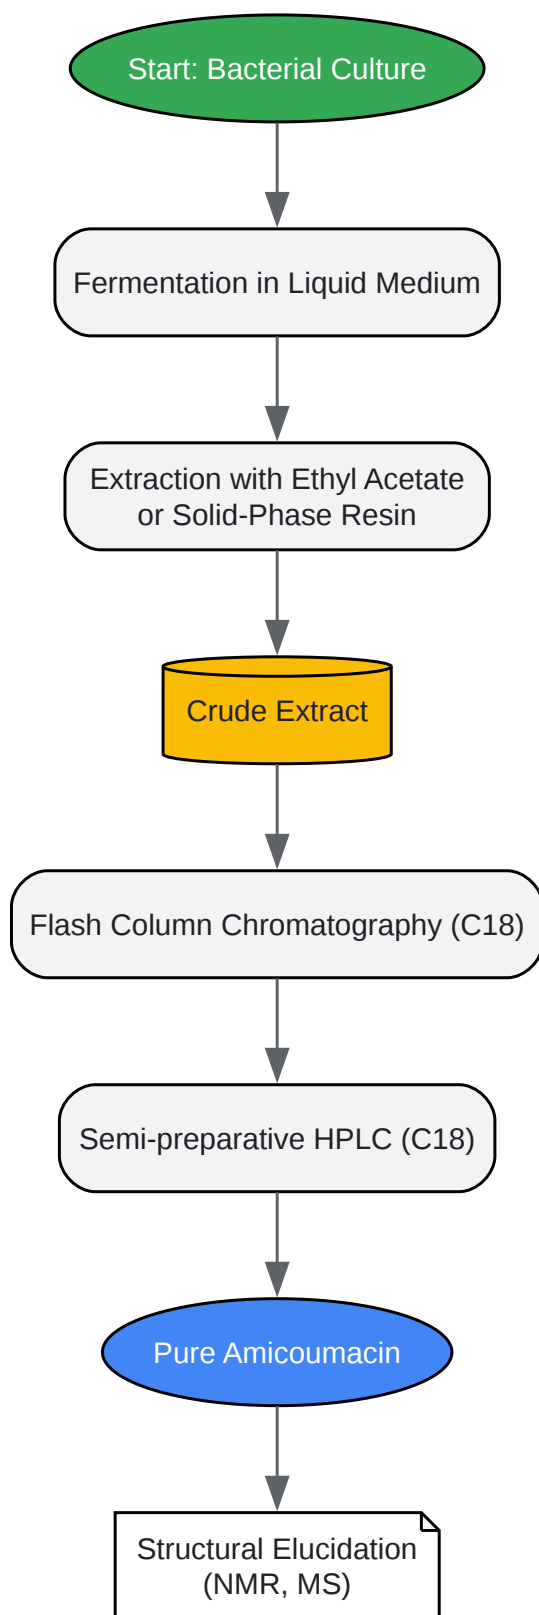 Start: Bacterial Culture
Fermentation in Liquid Medium
Extraction with Ethyl Acetate
or Solid-Phase Resin
Crude Extract
Flash Column Chromatography (C18)
Semi-preparative HPLC (C18)
Pure Amicoumacin
Structural Elucidation
(NMR, MS)